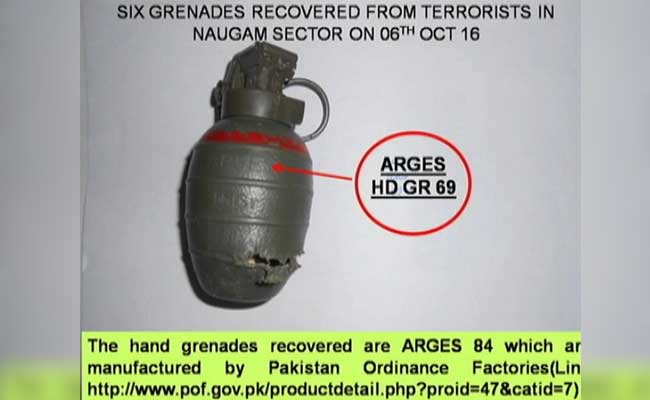 SIX GRENADES RECOVERED FROM TERRORISTS IN
NAUGAM SECTOR ON 06TH OCT 16
ARGES
HD GR 69
The hand grenades recovered are ARGES 84 which ar
manufactured by Pakistan Ordinance Factories(Lin
http://www.pof.gov.pk/productdetail.php?proid=47&catid=7)